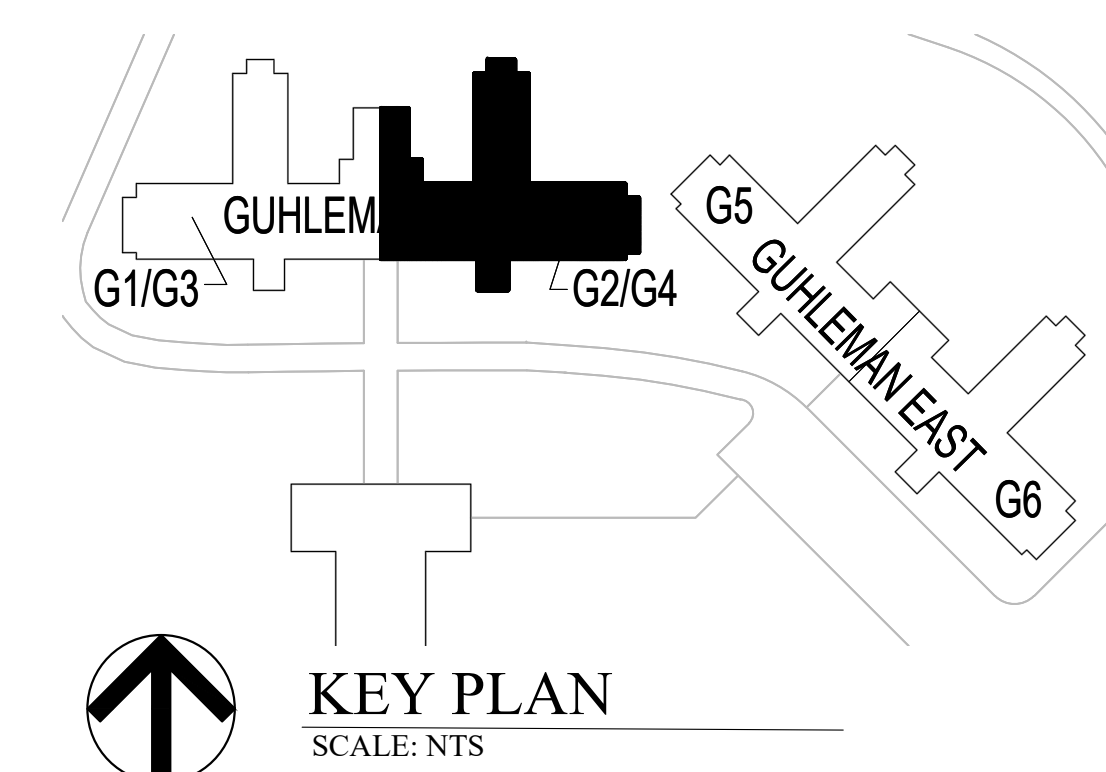 GUHLEM
G1/G3
G2/G4
G5
GUHLEMAN EAST
G6
KEY PLAN
SCALE: NTS